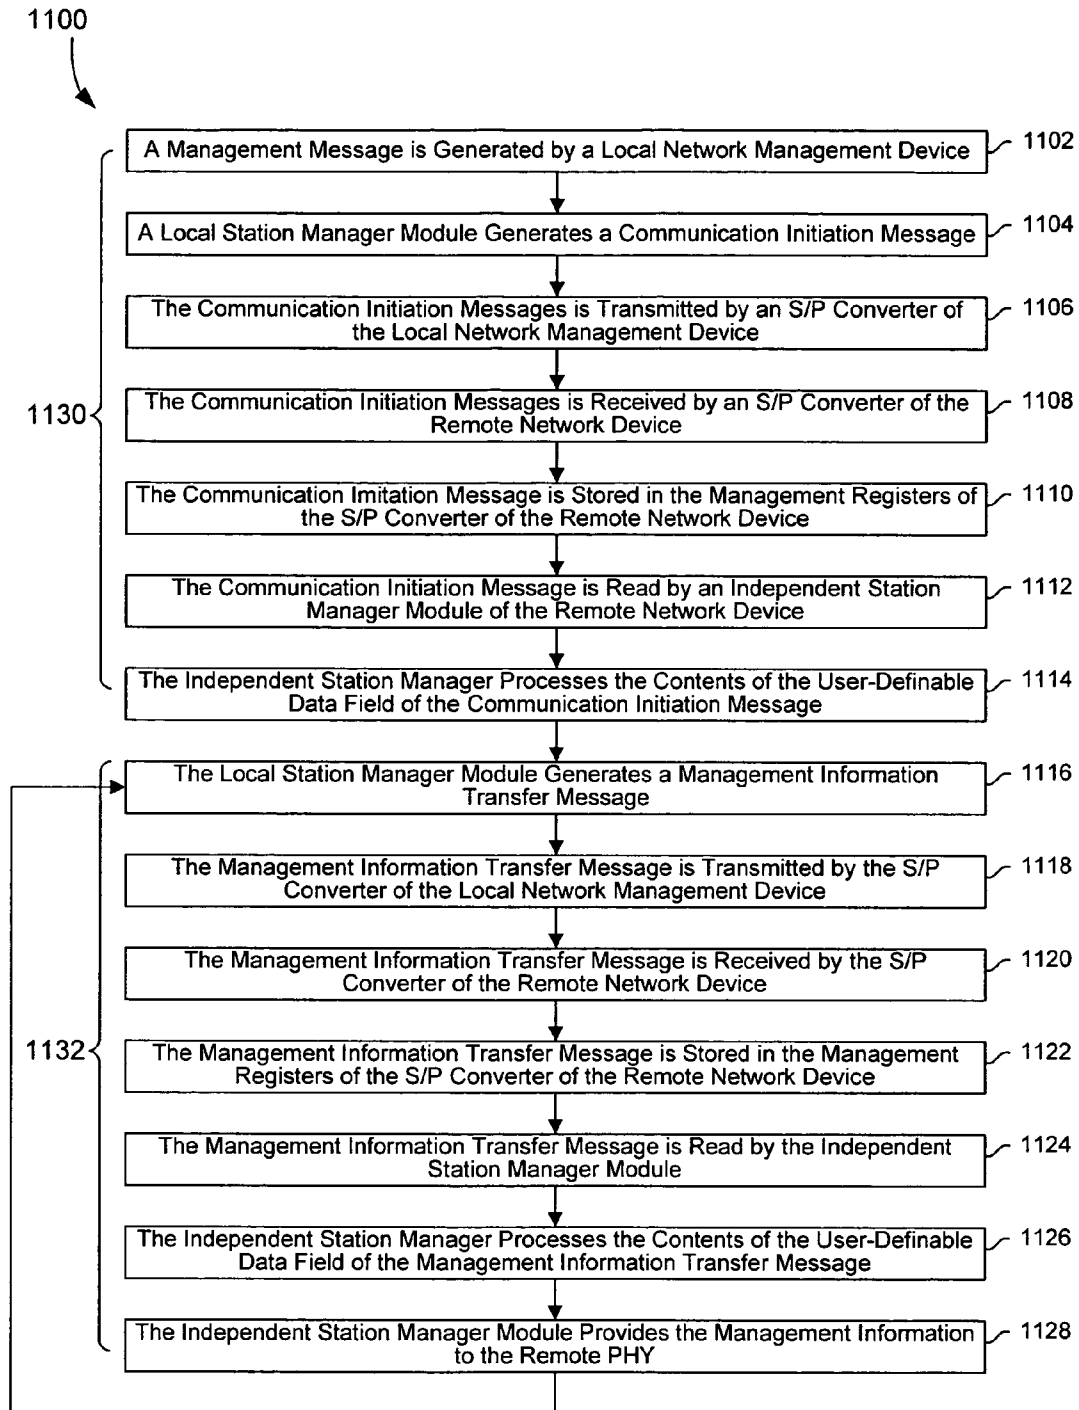 1100
A Management Message is Generated by a Local Network Management Device
1102
A Local Station Manager Module Generates a Communication Initiation Message
1104
The Communication Initiation Messages is Transmitted by an S/P Converter of
the Local Network Management Device
1106
The Communication Initiation Messages is Received by an S/P Converter of the
Remote Network Device
1108
1130
The Communication Imitation Message is Stored in the Management Registers of
the S/P Converter of the Remote Network Device
1110
The Communication Initiation Message is Read by an Independent Station
Manager Module of the Remote Network Device
1112
The Independent Station Manager Processes the Contents of the User-Definable
Data Field of the Communication Initiation Message
1114
The Local Station Manager Module Generates a Management Information
Transfer Message
1116
The Management Information Transfer Message is Transmitted by the S/P
Converter of the Local Network Management Device
1118
The Management Information Transfer Message is Received by the S/P
Converter of the Remote Network Device
1120
1132
The Management Information Transfer Message is Stored in the Management
Registers of the S/P Converter of the Remote Network Device
1122
The Management Information Transfer Message is Read by the Independent
Station Manager Module
1124
The Independent Station Manager Processes the Contents of the User-Definable
Data Field of the Management Information Transfer Message
1126
The Independent Station Manager Module Provides the Management Information
to the Remote PHY
1128